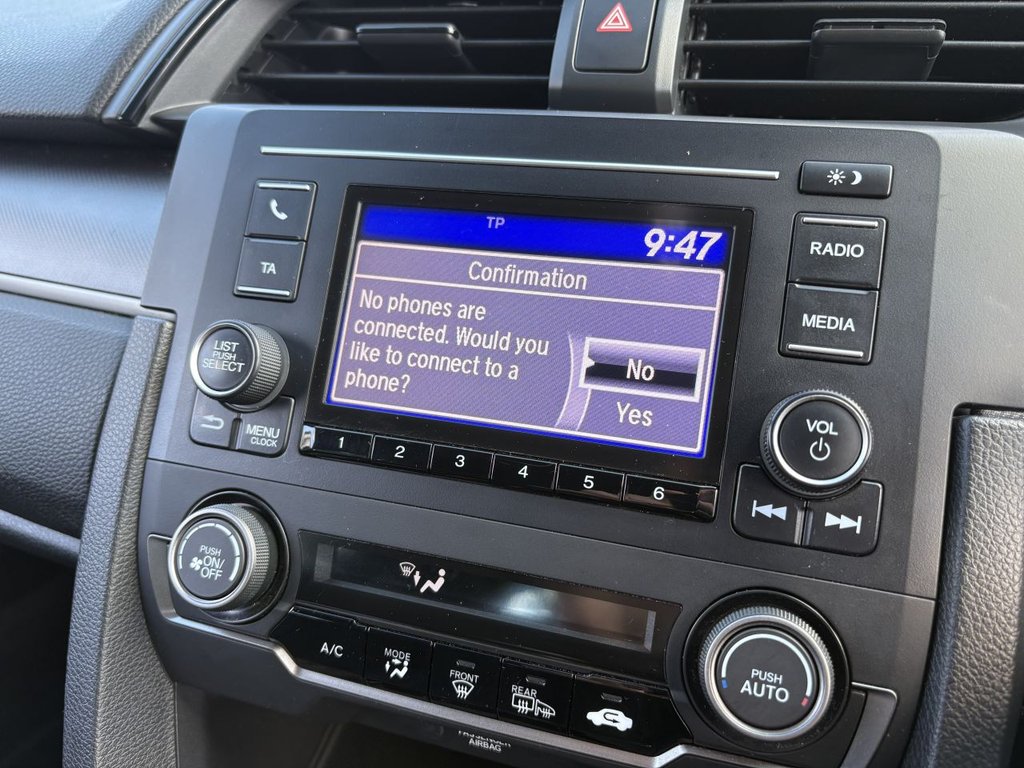 TP
9:47
Confirmation
No phones are
connected. Would you
like to connect to a
phone?
No
Yes
TA
LIST
PUSH
SELECT
MENU
CLOCK
RADIO
MEDIA
VOL
1 2 3 4 5 6
PUSH
ON/
OFF
A/C
MODE
FRONT
REAR
PUSH
AUTO
PASSENGER
AIRBAG